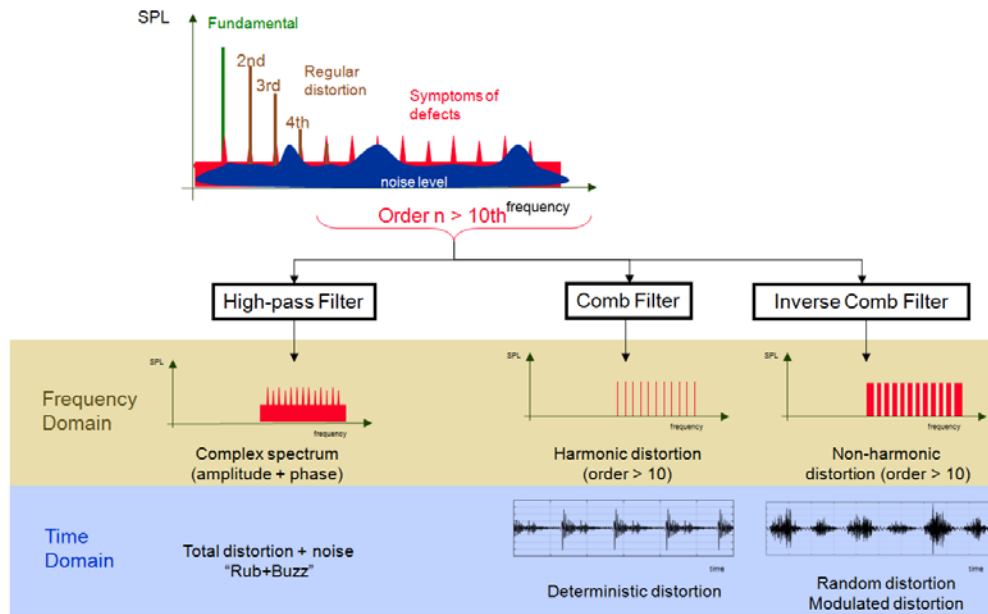 SPL
Fundamental
2nd
Regular
distortion
3rd
Symptoms of
defects
4th
noise level
frequency
Order n > 10th
High-pass Filter
Comb Filter
Inverse Comb Filter
Frequency
Domain
SPL
frequency
Complex spectrum
(amplitude + phase)
SPL
frequency
Harmonic distortion
(order > 10)
SPL
frequency
Non-harmonic
distortion (order > 10)
Time
Domain
Total distortion + noise
“Rub+Buzz”
time
Deterministic distortion
time
Random distortion
Modulated distortion